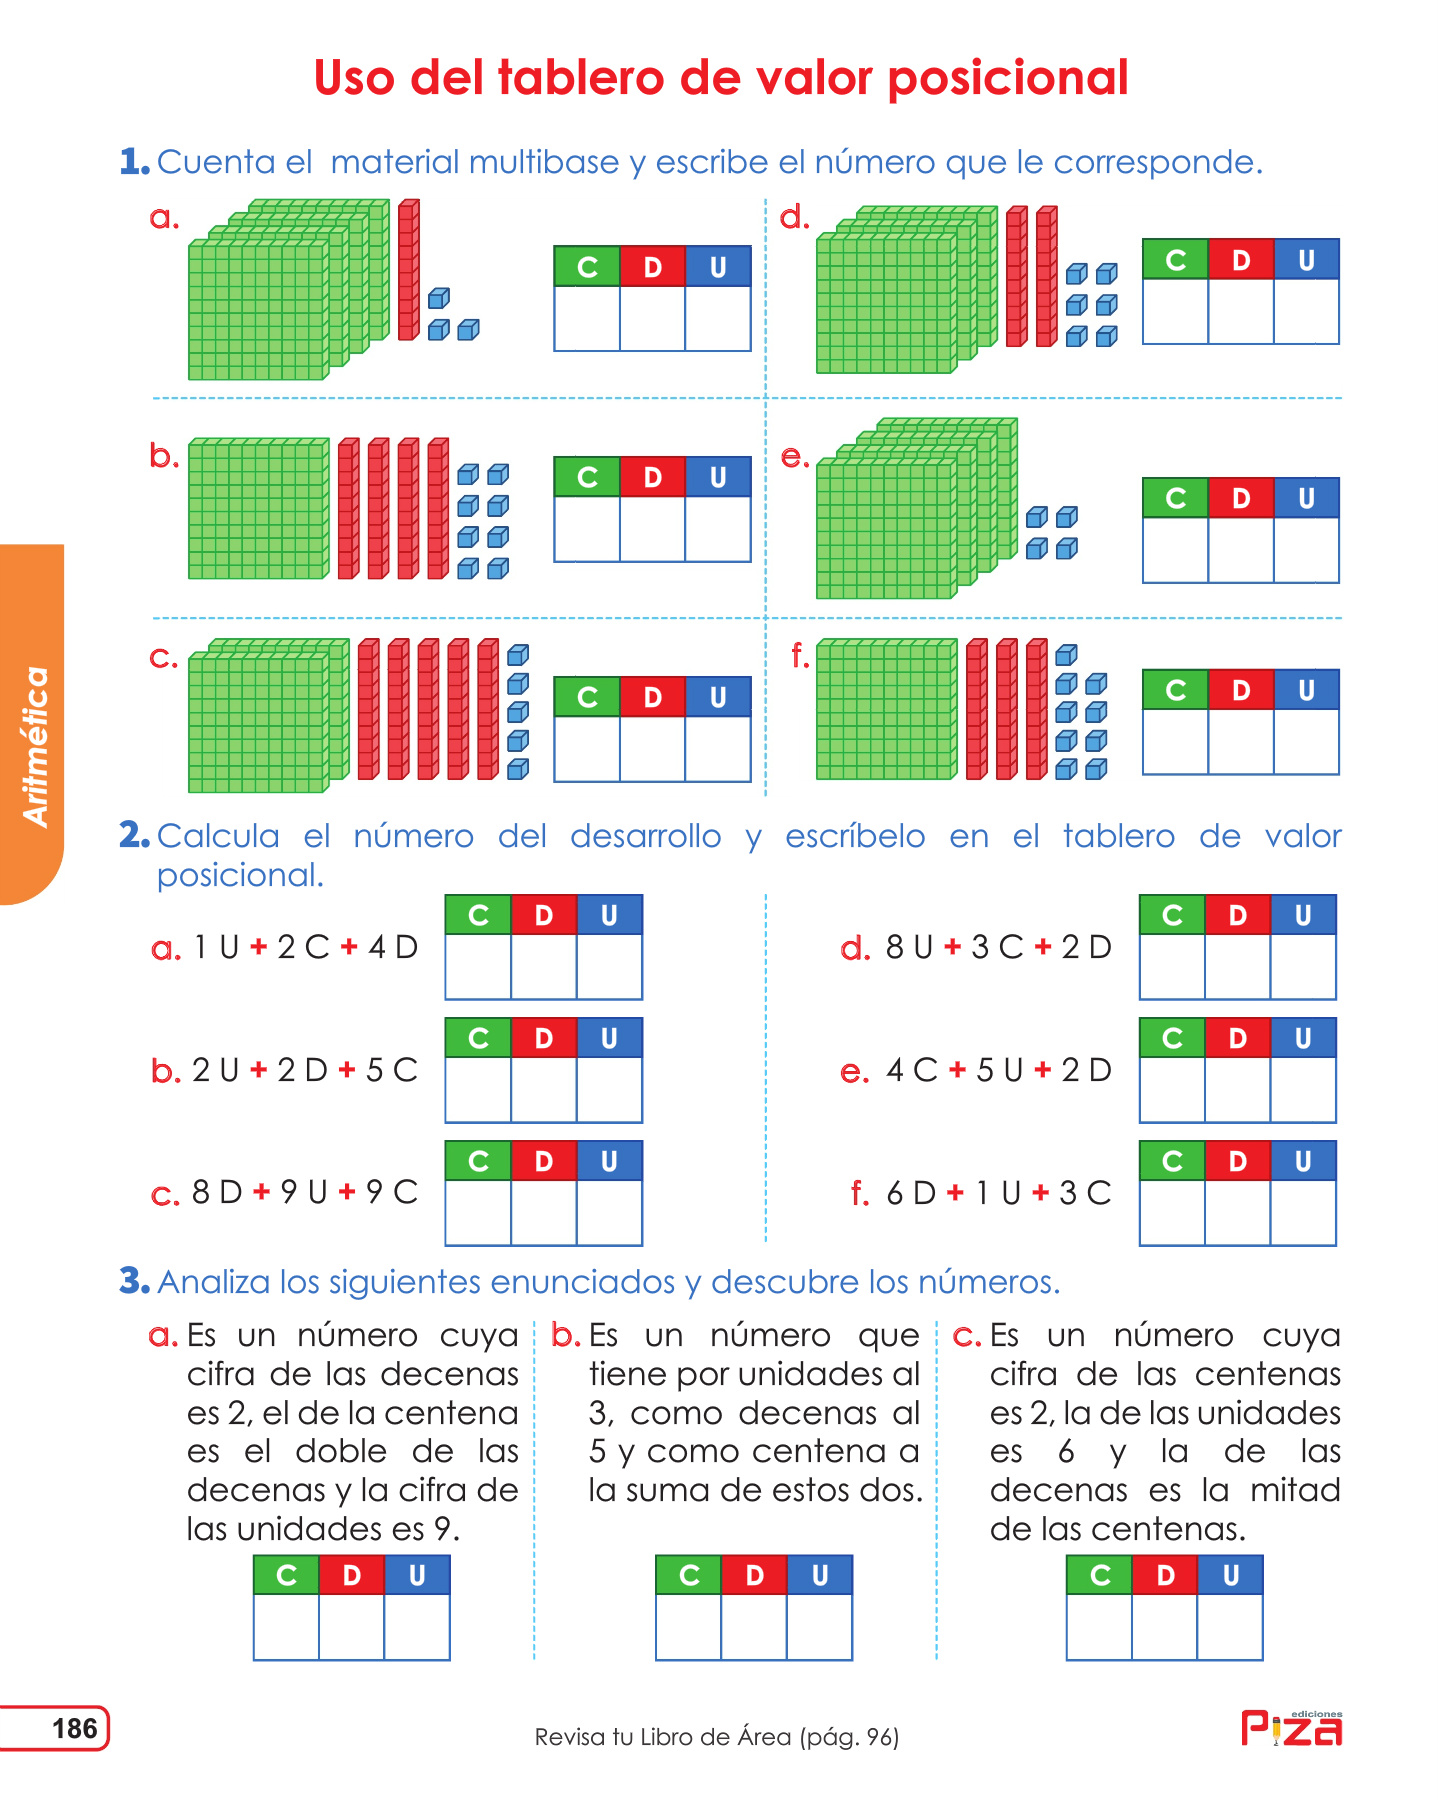 Uso del tablero de valor posicional
1. Cuenta el material multibase y escribe el número que le corresponde.
a.
C D U
d.
C D U
b.
C D U
e.
C D U
c.
C D U
f.
C D U
2. Calcula el número del desarrollo y escríbelo en el tablero de valor
posicional.
a. 1 U + 2 C + 4 D
C D U
d. 8 U + 3 C + 2 D
C D U
b. 2 U + 2 D + 5 C
C D U
e. 4 C + 5 U + 2 D
C D U
c. 8 D + 9 U + 9 C
C D U
f. 6 D + 1 U + 3 C
C D U
3. Analiza los siguientes enunciados y descubre los números.
a. Es un número cuya
cifra de las decenas
es 2, el de la centena
es el doble de las
decenas y la cifra de
las unidades es 9.
C D U
b. Es un número que
tiene por unidades al
3, como decenas al
5 y como centena a
la suma de estos dos.
C D U
c. Es un número cuya
cifra de las centenas
es 2, la de las unidades
es 6 y la de las
decenas es la mitad
de las centenas.
C D U
Aritmética
186
Revisa tu Libro de Área (pág. 96)
ediciones
Piza